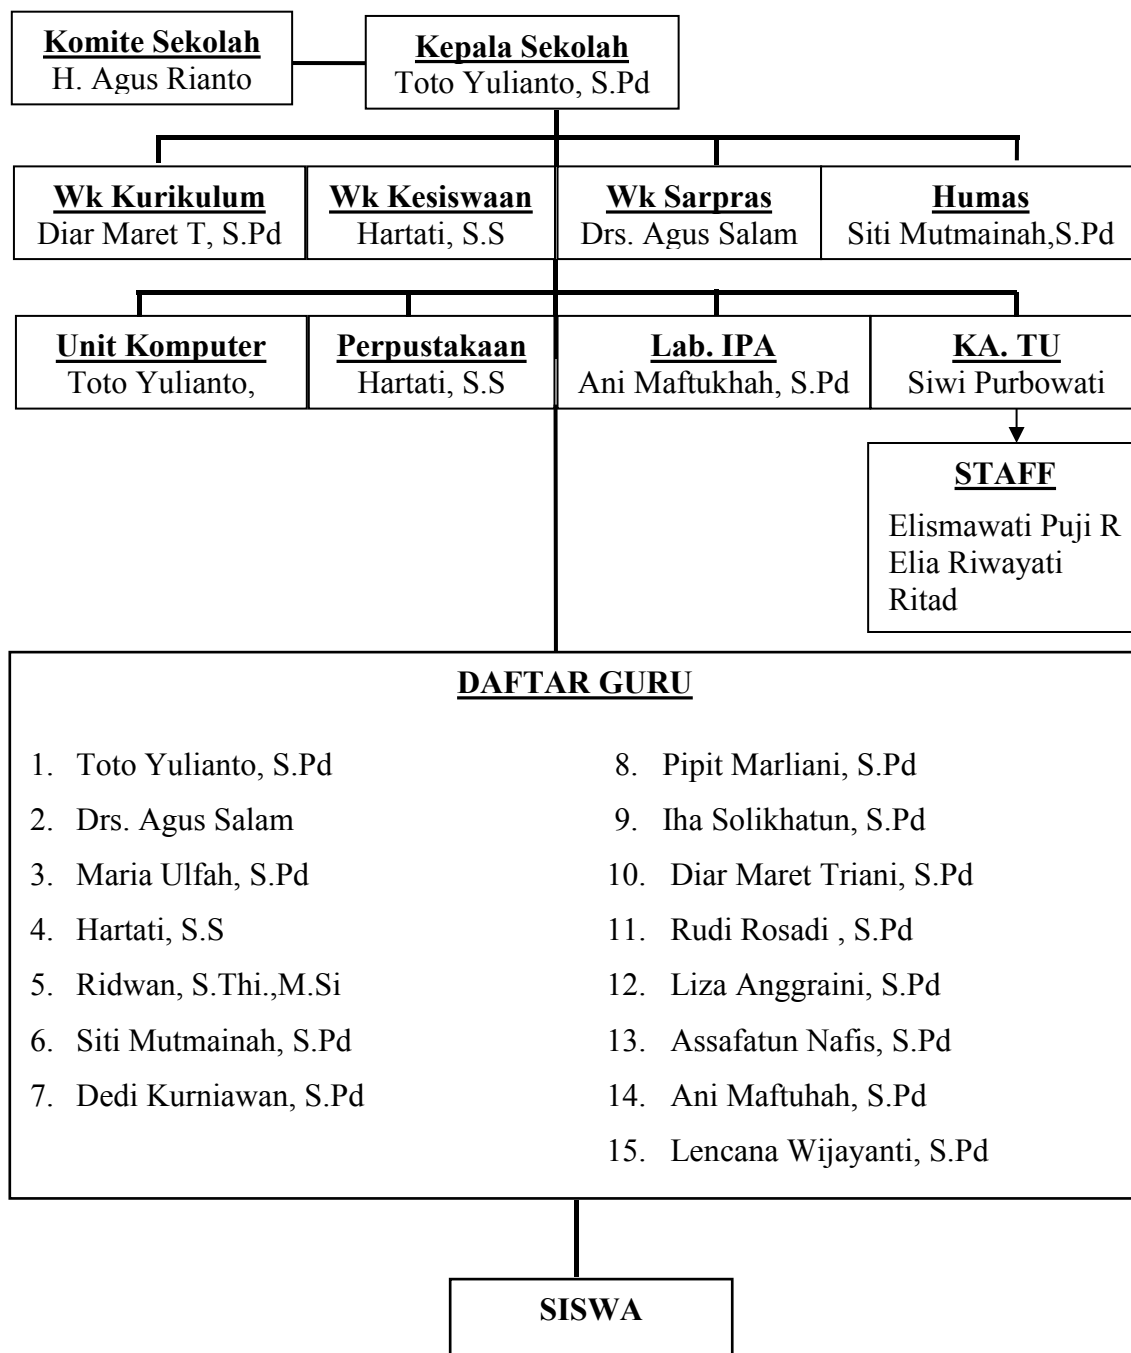 Komite Sekolah
H. Agus Rianto
Kepala Sekolah
Toto Yulianto, S.Pd
Wk Kurikulum
Diar Maret T, S.Pd
Wk Kesiswaan
Hartati, S.S
Wk Sarpras
Drs. Agus Salam
Humas
Siti Mutmainah,S.Pd
Unit Komputer
Toto Yulianto,
Perpustakaan
Hartati, S.S
Lab. IPA
Ani Maftukhah, S.Pd
KA. TU
Siwi Purbowati
STAFF
Elismawati Puji R
Elia Riwayati
Ritad
DAFTAR GURU
1. Toto Yulianto, S.Pd
2. Drs. Agus Salam
3. Maria Ulfah, S.Pd
4. Hartati, S.S
5. Ridwan, S.Thi.,M.Si
6. Siti Mutmainah, S.Pd
7. Dedi Kurniawan, S.Pd
8. Pipit Marliani, S.Pd
9. Iha Solikhatun, S.Pd
10. Diar Maret Triani, S.Pd
11. Rudi Rosadi , S.Pd
12. Liza Anggraini, S.Pd
13. Assafatun Nafis, S.Pd
14. Ani Maftuhah, S.Pd
15. Lencana Wijayanti, S.Pd
SISWA